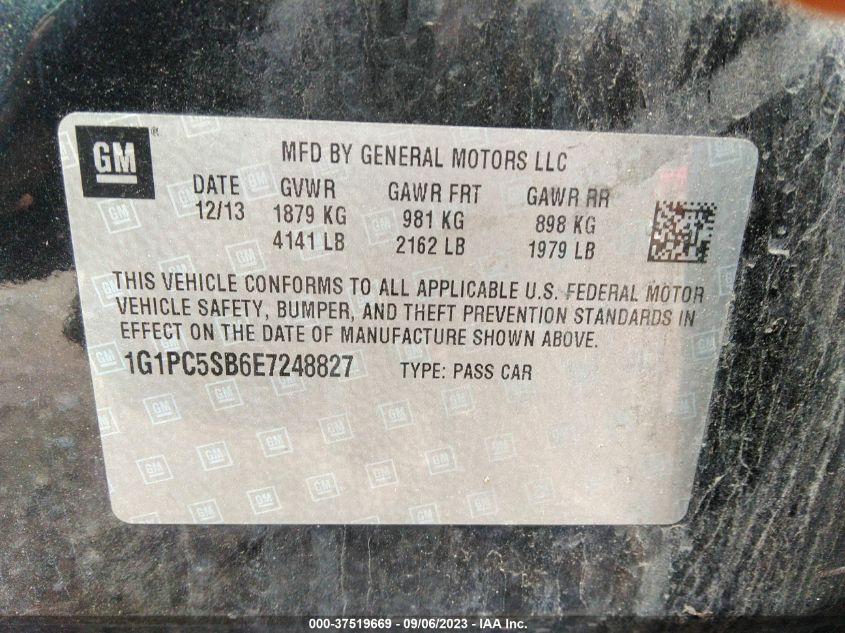 GM ®
MFD BY GENERAL MOTORS LLC
DATE GVWR GAWR FRT GAWR RR
12/13 1879 KG 981 KG 898 KG
4141 LB 2162 LB 1979 LB
THIS VEHICLE CONFORMS TO ALL APPLICABLE U.S. FEDERAL MOTOR
VEHICLE SAFETY, BUMPER, AND THEFT PREVENTION STANDARDS IN
EFFECT ON THE DATE OF MANUFACTURE SHOWN ABOVE.
1G1PC5SB6E7248827 TYPE: PASS CAR
000-37519669 - 09/06/2023 - IAA Inc.